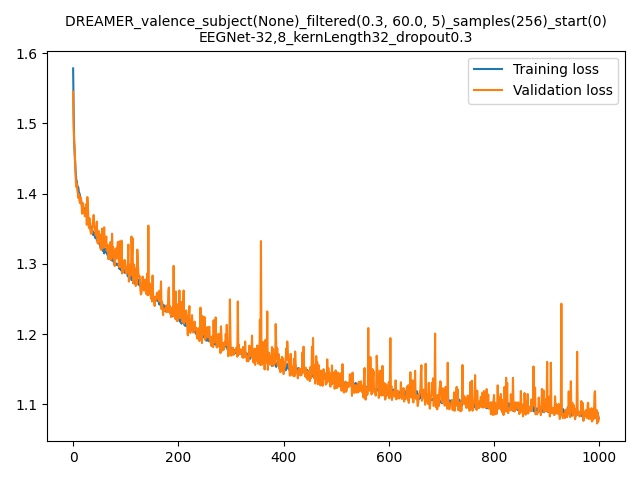 DREAMER_valence_subject(None)_filtered(0.3, 60.0, 5)_samples(256)_start(0)
EEGNet-32,8_kernLength32_dropout0.3
Training loss
Validation loss
1.6
1.5
1.4
1.3
1.2
1.1
0 200 400 600 800 1000